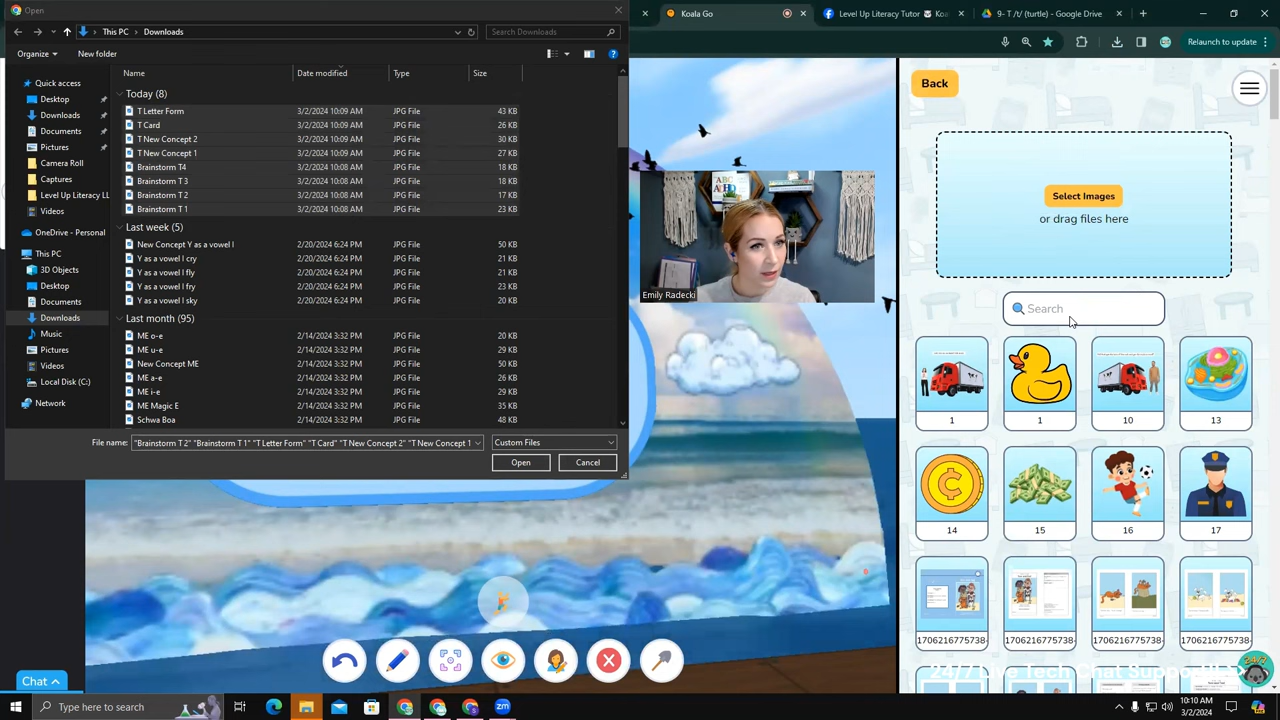 Open
Koala Go
Level Up Literacy Tutor
Koa
9- T /t/ (turtle) - Google Drive
This PC
Downloads
Search Downloads
Relaunch to update
Organize
New folder
Back
Quick access
Desktop
Downloads
Documents
Pictures
Camera Roll
Captures
Level Up Literacy LL
Videos
OneDrive - Personal
This PC
3D Objects
Desktop
Documents
Downloads
Music
Pictures
Videos
Local Disk (C:)
Network
Name Date modified Type Size
Today (8)
T Letter Form 3/2/2024 10:09 AM JPG File 43 KB
T Card 3/2/2024 10:09 AM JPG File 26 KB
T New Concept 2 3/2/2024 10:09 AM JPG File 30 KB
T New Concept 1 3/2/2024 10:09 AM JPG File 27 KB
Brainstorm T4 3/2/2024 10:08 AM JPG File 18 KB
Brainstorm T 3 3/2/2024 10:08 AM JPG File 18 KB
Brainstorm T 2 3/2/2024 10:08 AM JPG File 17 KB
Brainstorm T 1 3/2/2024 10:08 AM JPG File 23 KB
Last week (5)
New Concept Y as a vowel I 2/20/2024 6:24 PM JPG File 50 KB
Y as a vowel I cry 2/20/2024 6:24 PM JPG File 21 KB
Y as a vowel I fly 2/20/2024 6:24 PM JPG File 21 KB
Y as a vowel I fry 2/20/2024 6:24 PM JPG File 23 KB
Y as a vowel I sky 2/20/2024 6:24 PM JPG File 20 KB
Last month (95)
ME o-e 2/14/2024 3:32 PM JPG File 20 KB
ME u-e 2/14/2024 3:32 PM JPG File 29 KB
New Concept ME 2/14/2024 3:32 PM JPG File 50 KB
ME a-e 2/14/2024 3:32 PM JPG File 26 KB
ME i-e 2/14/2024 3:32 PM JPG File 29 KB
ME Magic E 2/14/2024 3:32 PM JPG File 35 KB
Schwa Boa 2/14/2024 3:32 PM JPG File 48 KB
File name: "Brainstorm T 2" "Brainstorm T 1" "T Letter Form" "T Card" "T New Concept 2" "T New Concept 1
Custom Files
Open
Cancel
ABC
Emily Radecki
Select Images
or drag files here
Search
1
1
10
13
14
15
16
17
1706216775738-
1706216775738-
1706216775738-
1706216775738-
24/7 Live Tech Chat Support
Chat
Type here to search
10:10 AM
3/2/2024